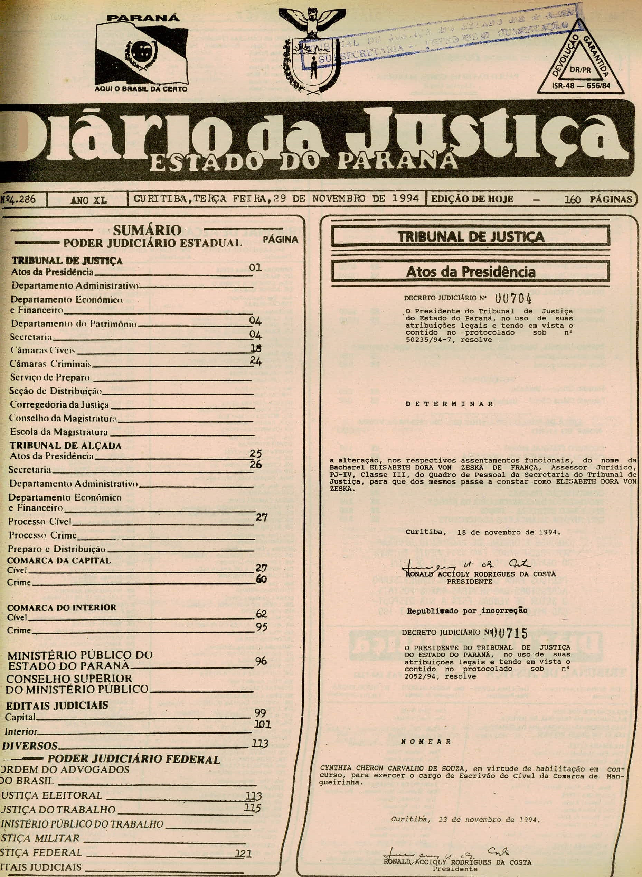 PARANÁ
AQUI O BRASIL DA CERTO
DEVOLUÇÃO GARANTIDA
DR/PR
ISR-48 — 656/84
Diário da Justiça
ESTADO DO PARANÁ
Nº4.286
ANO XL
CURITIBA,TERÇA FEIRA,29 DE NOVEMBRO DE 1994
EDIÇÃO DE HOJE - 160 PÁGINAS
SUMÁRIO
PODER JUDICIÁRIO ESTADUAL
PÁGINA
TRIBUNAL DE JUSTIÇA
Atos da Presidência 01
Departamento Administrativo
Departamento Econômico
e Financeiro
Departamento do Patrimônio 04
Secretaria 04
Câmaras Cíveis 18
Câmaras Criminais 24
Serviço de Preparo
Seção de Distribuição
Corregedoria da Justiça
Conselho da Magistratura
Escola da Magistratura
TRIBUNAL DE ALÇADA
Atos da Presidência 25
Secretaria 26
Departamento Administrativo
Departamento Econômico
e Financeiro
Processo Cível 27
Processo Crime
Preparo e Distribuição
COMARCA DA CAPITAL
Cível 27
Crime 60
COMARCA DO INTERIOR
Cível 62
Crime 95
MINISTÉRIO PÚBLICO DO
ESTADO DO PARANÁ 96
CONSELHO SUPERIOR
DO MINISTÉRIO PÚBLICO
EDITAIS JUDICIAIS
Capital 99
Interior 101
DIVERSOS 113
PODER JUDICIÁRIO FEDERAL
ORDEM DO ADVOGADOS
DO BRASIL
USTIÇA ELEITORAL 113
USTIÇA DO TRABALHO 115
INISTÉRIO PÚBLICO DO TRABALHO
STIÇA MILITAR
STIÇA FEDERAL 121
ITAIS JUDICIAIS
TRIBUNAL DE JUSTIÇA
Atos da Presidência
DECRETO JUDICIÁRIO Nº 00704
O Presidente do Tribunal de Justiça
do Estado do Paraná, no uso de suas
atribuições legais e tendo em vista o
contido no protocolado sob nº
50235/94-7, resolve
D E T E R M I N A R
a alteração, nos respectivos assentamentos funcionais, do nome da
Bacharel ELISABETH DORA VON ZESKA DE FRANÇA, Assessor Jurídico,
PJ-IV, Classe III, do Quadro de Pessoal da Secretaria do Tribunal de
Justiça, para que dos mesmos passe a constar como ELISABETH DORA VON
ZESKA.
Curitiba, 18 de novembro de 1994.
RONALD ACCIOLY RODRIGUES DA COSTA
PRESIDENTE
Republicado por incorreção
DECRETO JUDICIÁRIO Nº 00715
O PRESIDENTE DO TRIBUNAL DE JUSTIÇA
DO ESTADO DO PARANÁ, no uso de suas
atribuições legais e tendo em vista o
contido no protocolado sob nº
2052/94, resolve
N O M E A R
CYNTHIA CHERON CARVALHO DE SOUZA, em virtude de habilitação em con-
curso, para exercer o cargo de Escrivão do Cível da Comarca de Man-
gueirinha.
Curitiba, 23 de novembro de 1994.
RONALD ACCIOLY RODRIGUES DA COSTA
Presidente